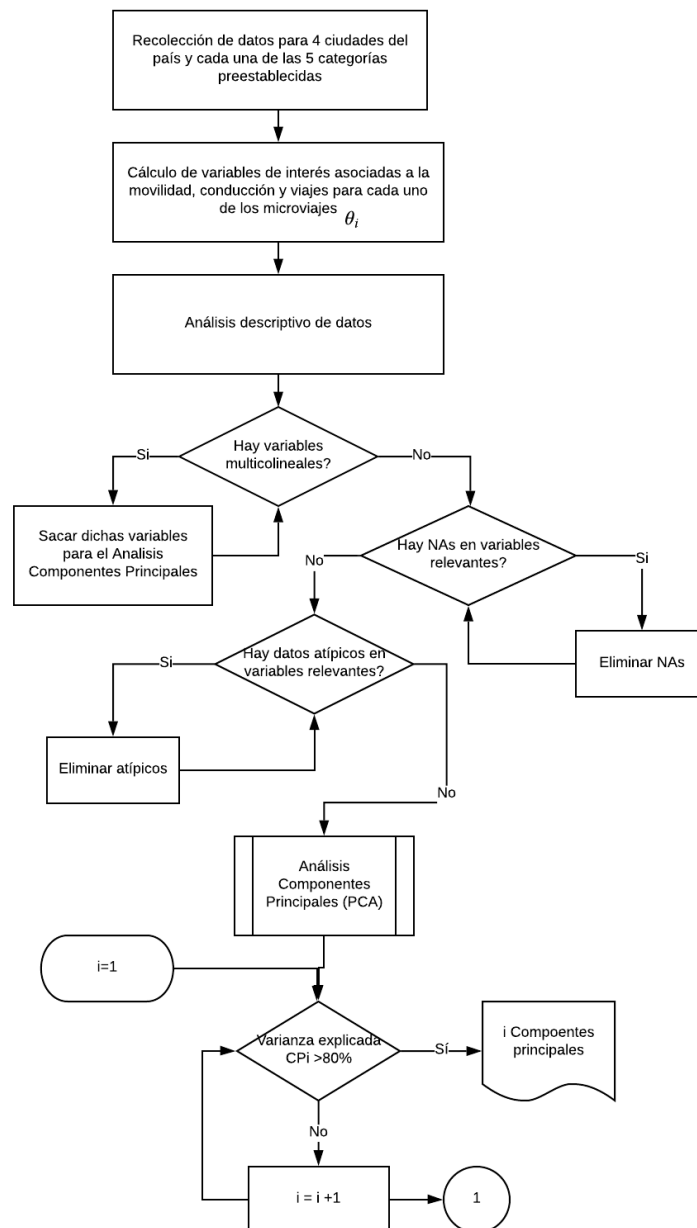 Recolección de datos para 4 ciudades del
país y cada una de las 5 categorías
preestablecidas
Cálculo de variables de interés asociadas a la
movilidad, conducción y viajes para cada uno
de los microviajes θi
Análisis descriptivo de datos
Hay variables
multicolineales?
Si
No
Sacar dichas variables
para el Analisis
Componentes Principales
Hay NAs en variables
relevantes?
No
Si
Eliminar NAs
Hay datos atípicos en
variables relevantes?
Si
Eliminar atípicos
No
Análisis
Componentes
Principales (PCA)
i=1
Varianza explicada
CPi >80%
Sí
i Compoentes
principales
No
i = i +1
1